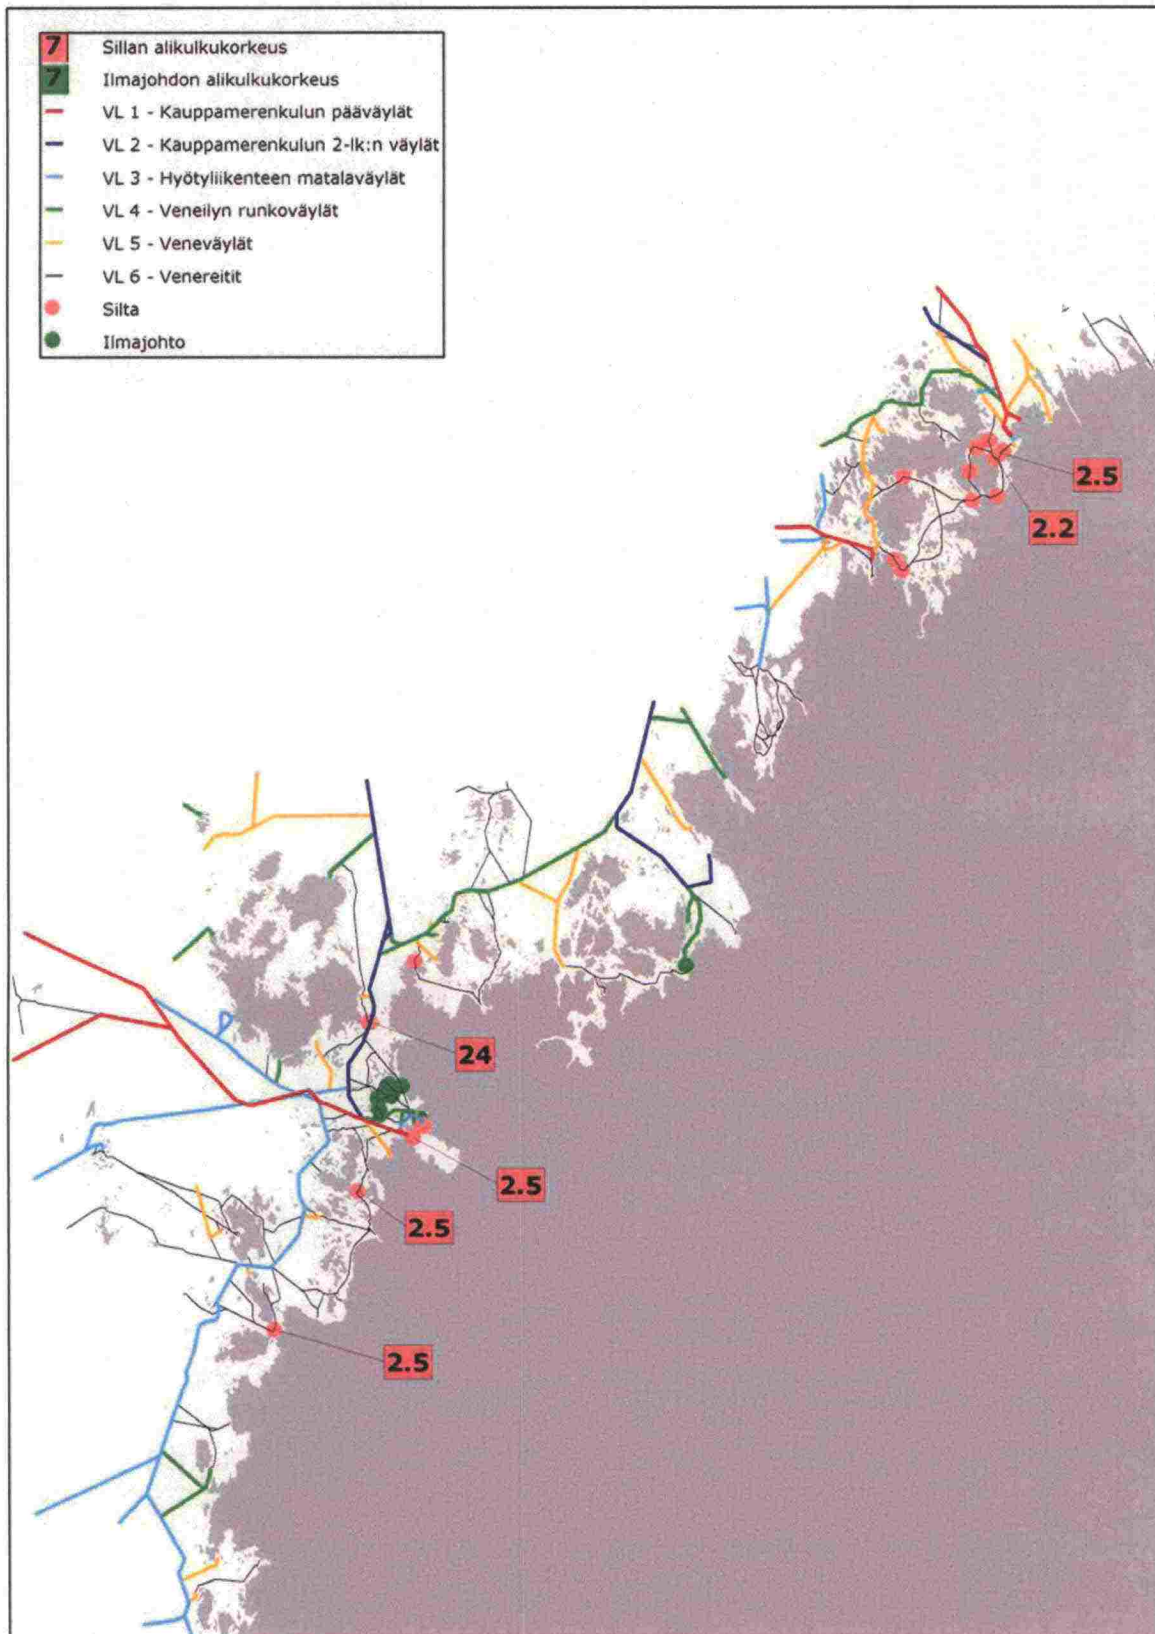 7 Sillan alikulkukorkeus
7 Ilmajohdon alikulkukorkeus
VL 1 - Kauppamerenkulun pääväylät
VL 2 - Kauppamerenkulun 2-lk:n väylät
VL 3 - Hyötyliikenteen matalaväylät
VL 4 - Veneilyn runkoväylät
VL 5 - Veneväylät
VL 6 - Venereitit
Silta
Ilmajohto
2.5
2.2
24
2.5
2.5
2.5